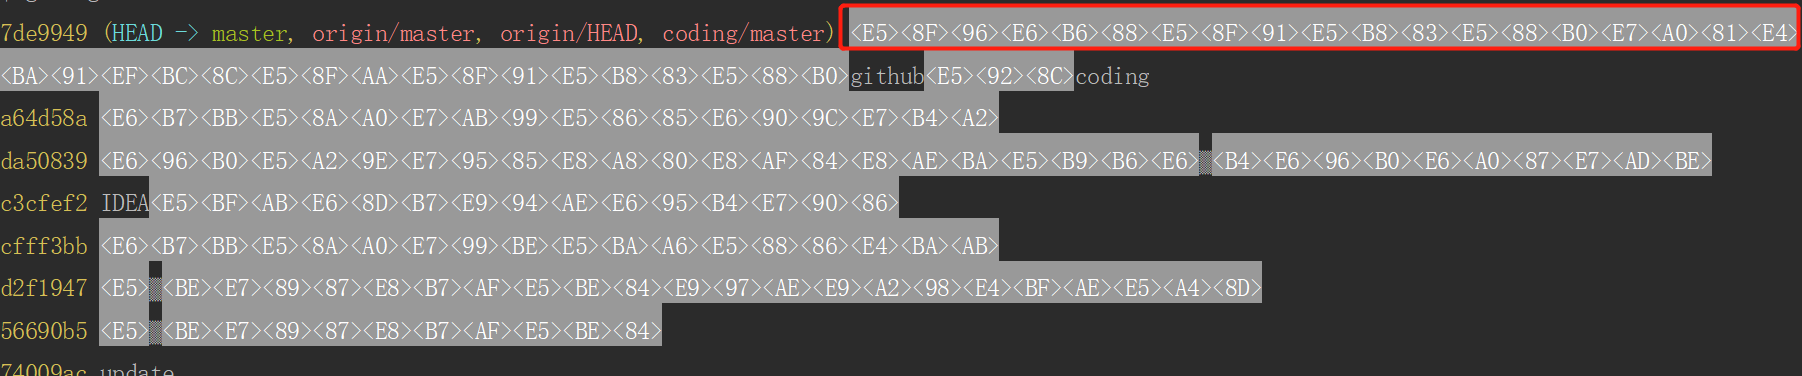 7de9949 (HEAD -> master, origin/master, origin/HEAD, coding/master) <E5><8F><96><E6><B6><88><E5><8F><91><E5><B8><83><E5><88><B0><E7><A0><81><E4>
<BA><91><EF><BC><8C><E5><8F><AA><E5><8F><91><E5><B8><83><E5><88><B0>github<E5><92><8C>coding
a64d58a <E6><B7><BB><E5><8A><A0><E7><AB><99><E5><86><85><E6><90><9C><E7><B4><A2>
da50839 <E6><96><B0><E5><A2><9E><E7><95><85><E8><A8><80><E8><AF><84><E8><AE><BA><E5><B9><B6><E6> <B4><E6><96><B0><E6><A0><87><E7><AD><BE>
c3cfef2 IDEA<E5><BF><AB><E6><8D><B7><E9><94><AE><E6><95><B4><E7><90><86>
cfff3bb <E6><B7><BB><E5><8A><A0><E7><99><BE><E5><BA><A6><E5><88><86><E4><BA><AB>
d2f1947 <E5> <BE><E7><89><87><E8><B7><AF><E5><BE><84><E9><97><AE><E9><A2><98><E4><BF><AE><E5><A4><8D>
56690b5 <E5> <BE><E7><89><87><E8><B7><AF><E5><BE><84>
74009ac update